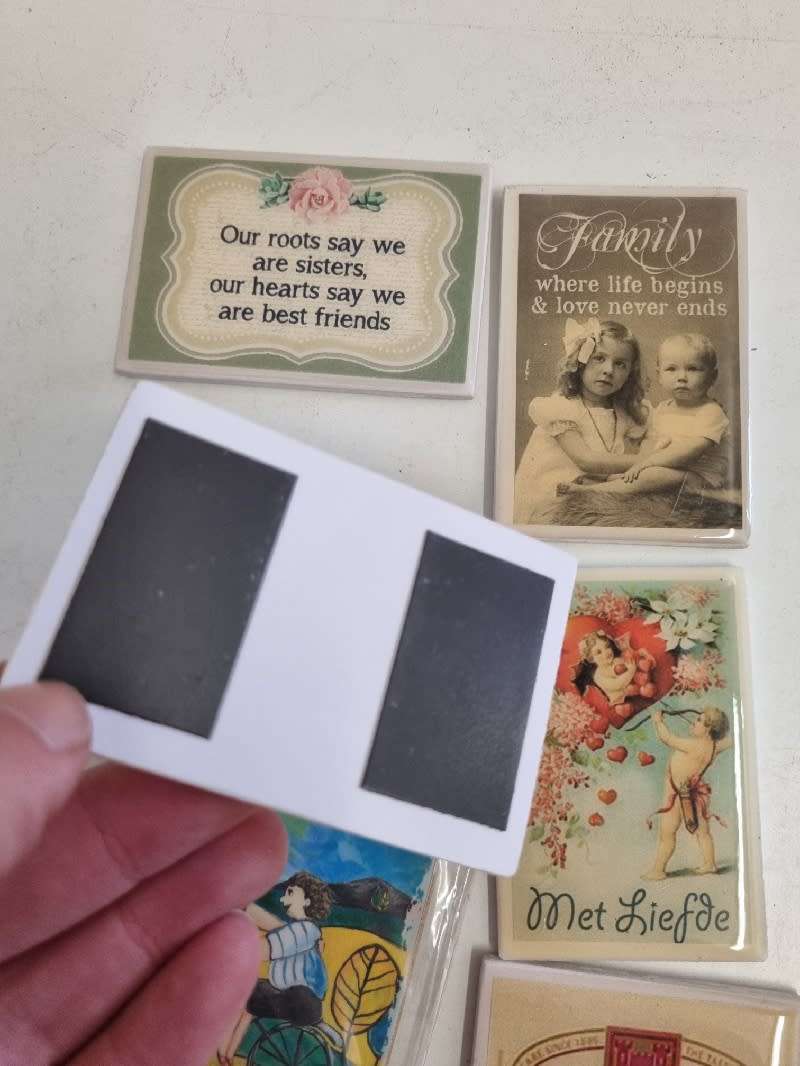 Our roots say we
are sisters,
our hearts say we
are best friends
Family
where life begins
& love never ends
Met Liefde